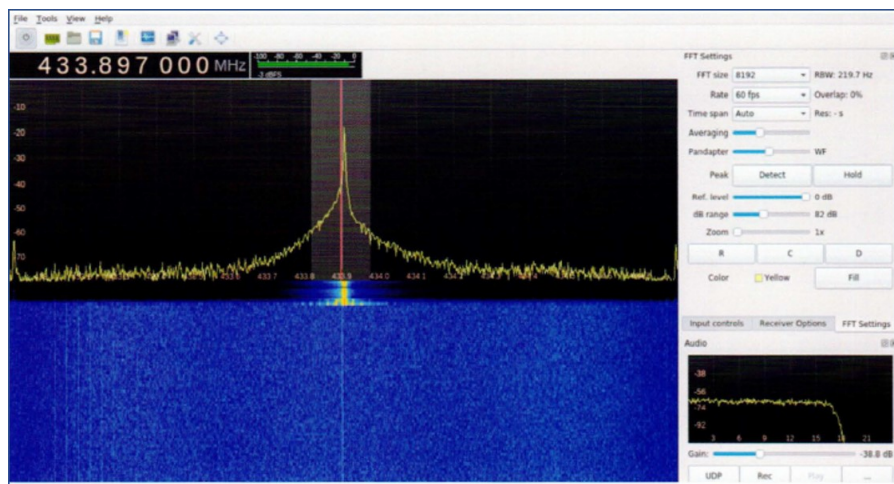 File Tools View Help
433.897 000 MHz
-100 -80 -60 -40 -20 0
-3 dBFS
FFT Settings
FFT size 8192 RBW: 219.7 Hz
Rate 60 fps Overlap: 0%
Time span Auto Res: - s
Averaging
Pandapter WF
Peak Detect Hold
Ref. level 0 dB
dB range 82 dB
Zoom 1x
R C D
Color Yellow Fill
-10
-20
-30
-40
-50
-60
-70
433.7 433.8 433.9 434.0 434.1
Input controls Receiver Options FFT Settings
Audio
-38
-56
-74
-92
3 6 9 12 15 18 21
Gain: -38.8 dB
UDP Rec Play ...